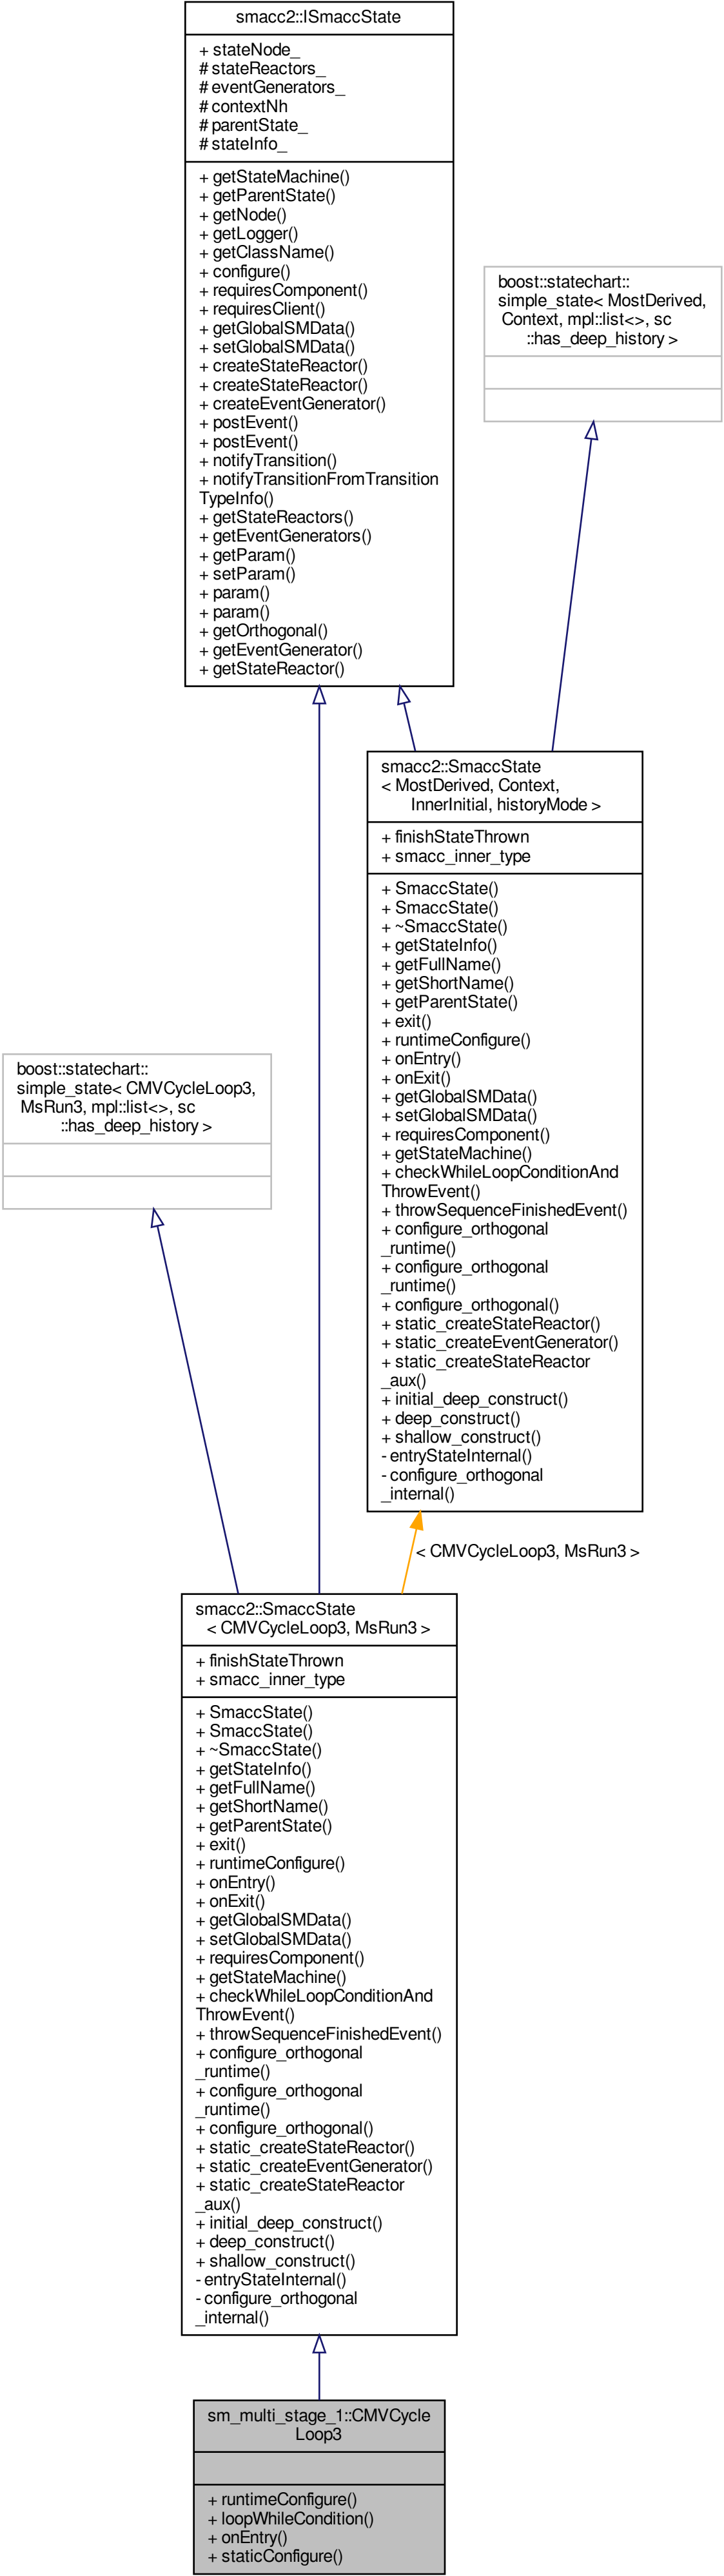 smacc2::ISmaccState
+ stateNode_
# stateReactors_
# eventGenerators_
# contextNh
# parentState_
# stateInfo_
+ getStateMachine()
+ getParentState()
+ getNode()
+ getLogger()
+ getClassName()
+ configure()
+ requiresComponent()
+ requiresClient()
+ getGlobalSMData()
+ setGlobalSMData()
+ createStateReactor()
+ createStateReactor()
+ createEventGenerator()
+ postEvent()
+ postEvent()
+ notifyTransition()
+ notifyTransitionFromTransition
TypeInfo()
+ getStateReactors()
+ getEventGenerators()
+ getParam()
+ setParam()
+ param()
+ param()
+ getOrthogonal()
+ getEventGenerator()
+ getStateReactor()
boost::statechart::
simple_state< MostDerived,
Context, mpl::list<>, sc
::has_deep_history >
smacc2::SmaccState
< MostDerived, Context,
InnerInitial, historyMode >
+ finishStateThrown
+ smacc_inner_type
+ SmaccState()
+ SmaccState()
+ ~SmaccState()
+ getStateInfo()
+ getFullName()
+ getShortName()
+ getParentState()
+ exit()
+ runtimeConfigure()
+ onEntry()
+ onExit()
+ getGlobalSMData()
+ setGlobalSMData()
+ requiresComponent()
+ getStateMachine()
+ checkWhileLoopConditionAnd
ThrowEvent()
+ throwSequenceFinishedEvent()
+ configure_orthogonal
_runtime()
+ configure_orthogonal
_runtime()
+ configure_orthogonal()
+ static_createStateReactor()
+ static_createEventGenerator()
+ static_createStateReactor
_aux()
+ initial_deep_construct()
+ deep_construct()
+ shallow_construct()
- entryStateInternal()
- configure_orthogonal
_internal()
boost::statechart::
simple_state< CMVCycleLoop3,
MsRun3, mpl::list<>, sc
::has_deep_history >
< CMVCycleLoop3, MsRun3 >
smacc2::SmaccState
< CMVCycleLoop3, MsRun3 >
+ finishStateThrown
+ smacc_inner_type
+ SmaccState()
+ SmaccState()
+ ~SmaccState()
+ getStateInfo()
+ getFullName()
+ getShortName()
+ getParentState()
+ exit()
+ runtimeConfigure()
+ onEntry()
+ onExit()
+ getGlobalSMData()
+ setGlobalSMData()
+ requiresComponent()
+ getStateMachine()
+ checkWhileLoopConditionAnd
ThrowEvent()
+ throwSequenceFinishedEvent()
+ configure_orthogonal
_runtime()
+ configure_orthogonal
_runtime()
+ configure_orthogonal()
+ static_createStateReactor()
+ static_createEventGenerator()
+ static_createStateReactor
_aux()
+ initial_deep_construct()
+ deep_construct()
+ shallow_construct()
- entryStateInternal()
- configure_orthogonal
_internal()
sm_multi_stage_1::CMVCycle
Loop3
+ runtimeConfigure()
+ loopWhileCondition()
+ onEntry()
+ staticConfigure()